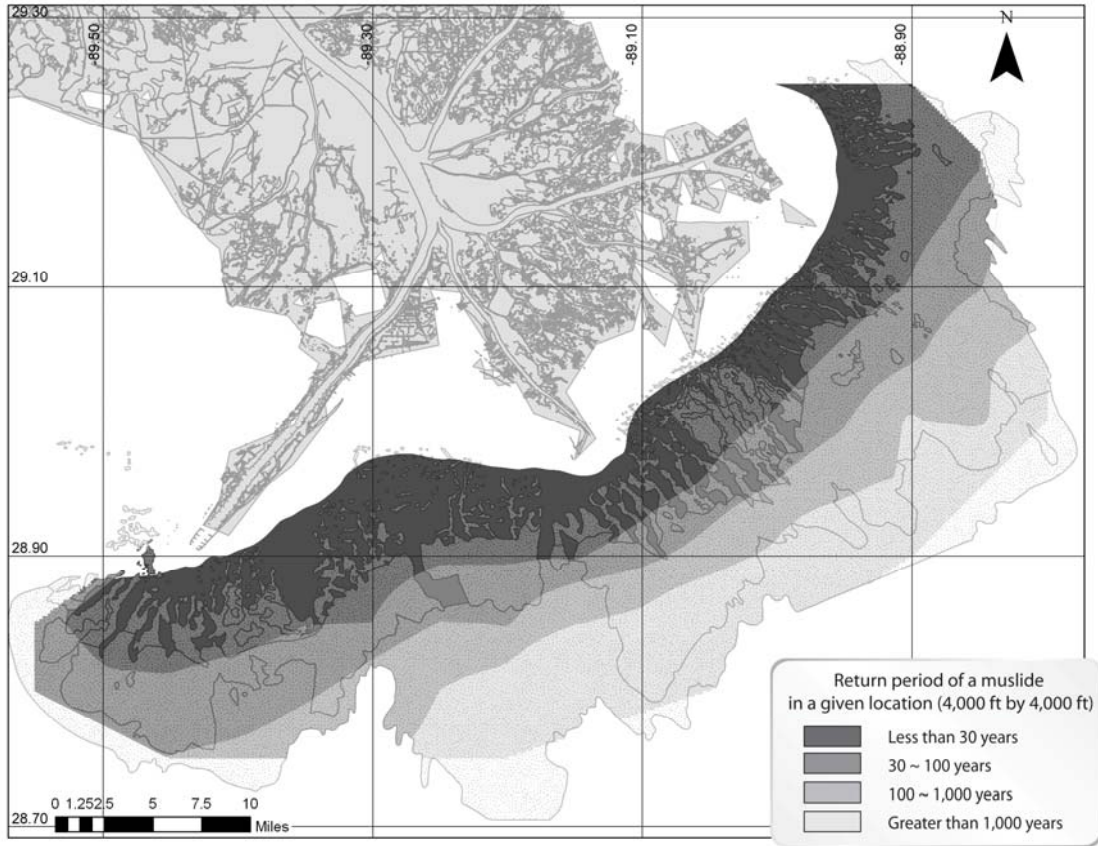 29.30
-89.50
-89.30
-89.10
-88.90
N
29.10
28.90
28.70
0 1.252.5 5 7.5 10
Miles
Return period of a muslide
in a given location (4,000 ft by 4,000 ft)
Less than 30 years
30 ~ 100 years
100 ~ 1,000 years
Greater than 1,000 years